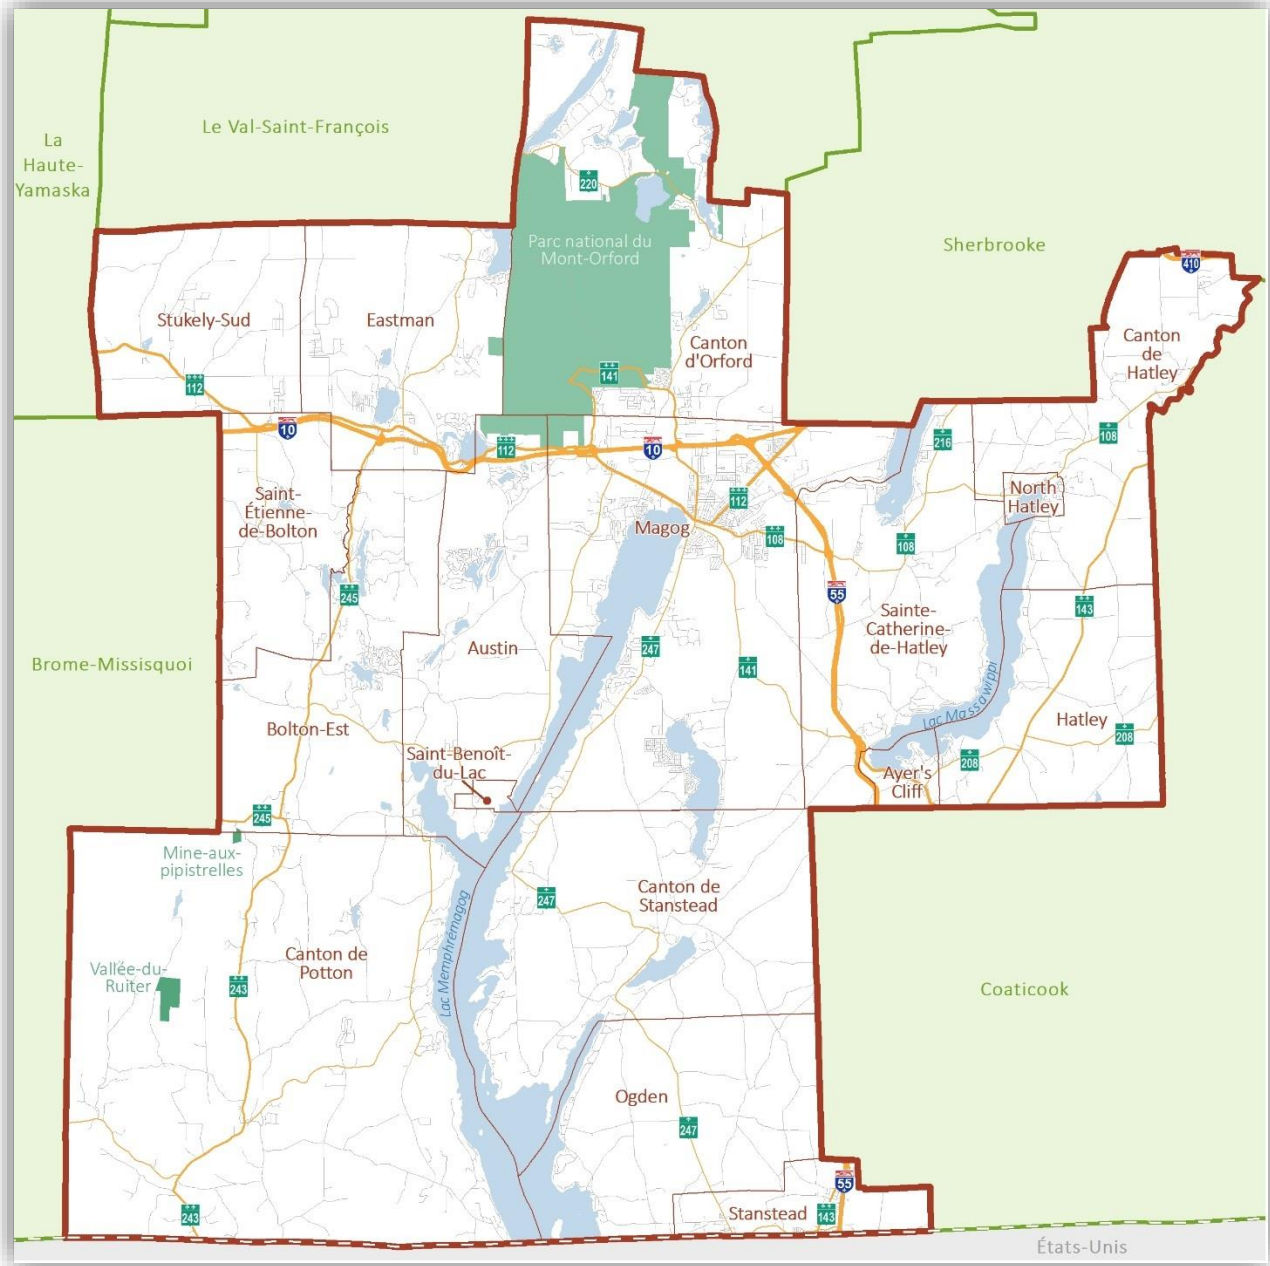 Le Val-Saint-François
La
Haute-
Yamaska
220
Parc national du
Mont-Orford
Sherbrooke
410
Stukely-Sud
Eastman
Canton
d'Orford
Canton
de
Hatley
112
141
10
112
10
216
108
Saint-
Étienne-
de-Bolton
North
Hatley
112
Magog
108
108
245
55
143
Sainte-
Catherine-
de-Hatley
Austin
247
141
Brome-Missisquoi
Lac Massawippi
Hatley
Bolton-Est
208
208
Saint-Benoît-
du-Lac
Ayer's
Cliff
245
Mine-aux-
pipistrelles
Canton de
Stanstead
247
Lac Memphrémagog
Canton de
Potton
Vallée-du-
Ruiter
243
Coaticook
Ogden
247
55
Stanstead
143
243
États-Unis